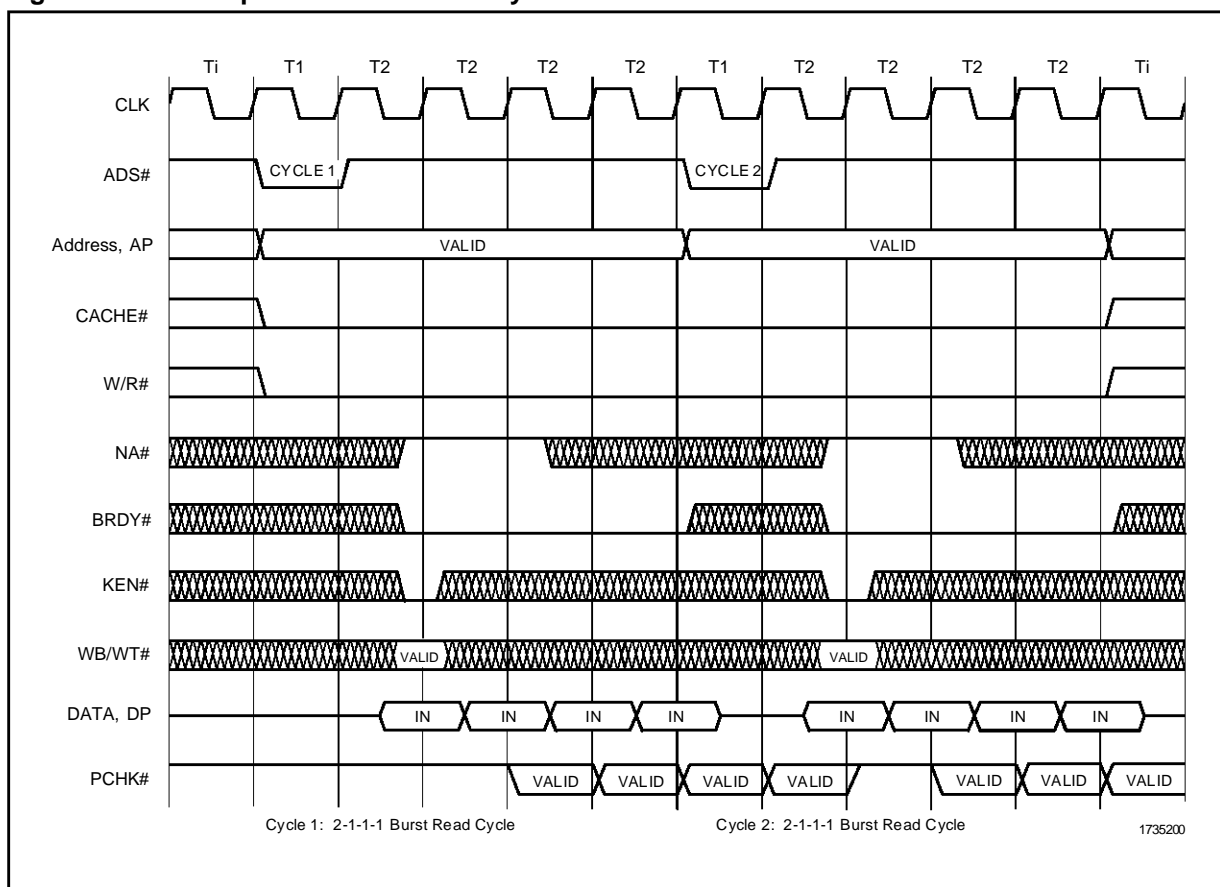 Ti T1 T2 T2 T2 T2 T1 T2 T2 T2 T2 Ti
CLK
ADS# CYCLE 1 CYCLE 2
Address, AP VALID VALID
CACHE#
W/R#
NA#
BRDY#
KEN#
WB/WT# VALID VALID
DATA, DP IN IN IN IN IN IN IN IN
PCHK# VALID VALID VALID VALID VALID VALID VALID
Cycle 1: 2-1-1-1 Burst Read Cycle Cycle 2: 2-1-1-1 Burst Read Cycle
1735200